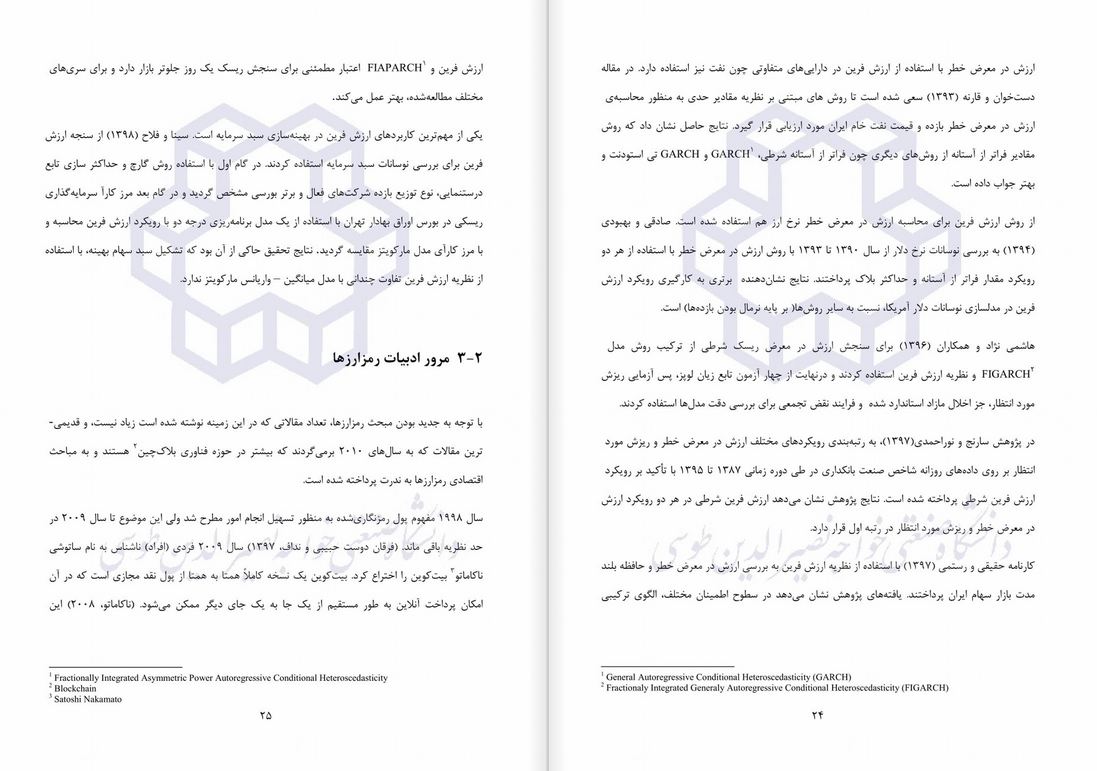 ارزش در معرض خطر با استفاده از ارزش فرین در دارایی‌های متفاوتی چون نفت نیز استفاده دارد. در مقاله
دست‌خوان و قارنه (۱۳۹۳) سعی شده است تا روش های مبتنی بر نظریه مقادیر حدی به منظور محاسبه‌ی
ارزش در معرض خطر بازده و قیمت نفت خام ایران مورد ارزیابی قرار گیرد. نتایج حاصل نشان داد که روش
مقادیر فراتر از آستانه از روش‌های دیگری چون فراتر از آستانه شرطی، GARCH¹ و GARCH تی استودنت و
بهتر جواب داده است.
از روش ارزش فرین برای محاسبه ارزش در معرض خطر نرخ ارز هم استفاده شده است. صادقی و بهبودی
(۱۳۹۴) به بررسی نوسانات نرخ دلار از سال ۱۳۹۰ تا ۱۳۹۳ با روش ارزش در معرض خطر با استفاده از هر دو
رویکرد مقدار فراتر از آستانه و حداکثر بلاک پرداختند. نتایج نشان‌دهنده برتری به کارگیری رویکرد ارزش
فرین در مدلسازی نوسانات دلار آمریکا، نسبت به سایر روش‌ها( بر پایه نرمال بودن بازده‌ها) است.
هاشمی نژاد و همکاران (۱۳۹۶) برای سنجش ارزش در معرض ریسک شرطی از ترکیب روش مدل
FIGARCH² و نظریه ارزش فرین استفاده کردند و درنهایت از چهار آزمون تابع زیان لوپز، پس آزمایی ریزش
مورد انتظار، جز اخلال مازاد استاندارد شده و فرایند نقض تجمعی برای بررسی دقت مدل‌ها استفاده کردند.
در پژوهش سارنج و نوراحمدی(۱۳۹۷)، به رتبه‌بندی رویکردهای مختلف ارزش در معرض خطر و ریزش مورد
انتظار بر روی داده‌های روزانه شاخص صنعت بانکداری در طی دوره زمانی ۱۳۸۷ تا ۱۳۹۵ با تأکید بر رویکرد
ارزش فرین شرطی پرداخته شده است. نتایج پژوهش نشان می‌دهد ارزش فرین شرطی در هر دو رویکرد ارزش
در معرض خطر و ریزش مورد انتظار در رتبه اول قرار دارد.
کارنامه حقیقی و رستمی (۱۳۹۷) با استفاده از نظریه ارزش فرین به بررسی ارزش در معرض خطر و حافظه بلند
مدت بازار سهام ایران پرداختند. یافته‌های پژوهش نشان می‌دهد در سطوح اطمینان مختلف، الگوی ترکیبی
¹ General Autoregressive Conditional Heteroscedasticity (GARCH)
² Fractionaly Integrated Generaly Autoregressive Conditional Heteroscedasticity (FIGARCH)
۲۴
ارزش فرین و FIAPARCH¹ اعتبار مطمئنی برای سنجش ریسک یک روز جلوتر بازار دارد و برای سری‌های
مختلف مطالعه‌شده، بهتر عمل می‌کند.
یکی از مهم‌ترین کاربردهای ارزش فرین در بهینه‌سازی سبد سرمایه است. سینا و فلاح (۱۳۹۸) از سنجه ارزش
فرین برای بررسی نوسانات سبد سرمایه استفاده کردند. در گام اول با استفاده روش گارچ و حداکثر سازی تابع
درستنمایی، نوع توزیع بازده شرکت‌های فعال و برتر بورسی مشخص گردید و در گام بعد مرز کارآ سرمایه‌گذاری
ریسکی در بورس اوراق بهادار تهران با استفاده از یک مدل برنامه‌ریزی درجه دو با رویکرد ارزش فرین محاسبه و
با مرز کارآی مدل مارکویتز مقایسه گردید. نتایج تحقیق حاکی از آن بود که تشکیل سبد سهام بهینه، با استفاده
از نظریه ارزش فرین تفاوت چندانی با مدل میانگین – واریانس مارکویتز ندارد.
۲-۳ مرور ادبیات رمزارزها
با توجه به جدید بودن مبحث رمزارزها، تعداد مقالاتی که در این زمینه نوشته شده است زیاد نیست، و قدیمی-
ترین مقالات که به سال‌های ۲۰۱۰ برمی‌گردند که بیشتر در حوزه فناوری بلاک‌چین² هستند و به مباحث
اقتصادی رمزارزها به ندرت پرداخته شده است.
سال ۱۹۹۸ مفهوم پول رمزنگاری‌شده به منظور تسهیل انجام امور مطرح شد ولی این موضوع تا سال ۲۰۰۹ در
حد نظریه باقی ماند. (فرقان دوست حبیبی و نداف، ۱۳۹۷) سال ۲۰۰۹ فردی (افراد) ناشناس به نام ساتوشی
ناکاماتو³ بیت‌کوین را اختراع کرد. بیت‌کوین یک نسخه کاملاً همتا به همتا از پول نقد مجازی است که در آن
امکان پرداخت آنلاین به طور مستقیم از یک جا به یک جای دیگر ممکن می‌شود. (ناکاماتو، ۲۰۰۸) این
¹ Fractionally Integrated Asymmetric Power Autoregressive Conditional Heteroscedasticity
² Blockchain
³ Satoshi Nakamato
۲۵
دانشگاه صنعتی خواجه نصیرالدین طوسی
دانشگاه صنعتی خواجه نصیرالدین طوسی